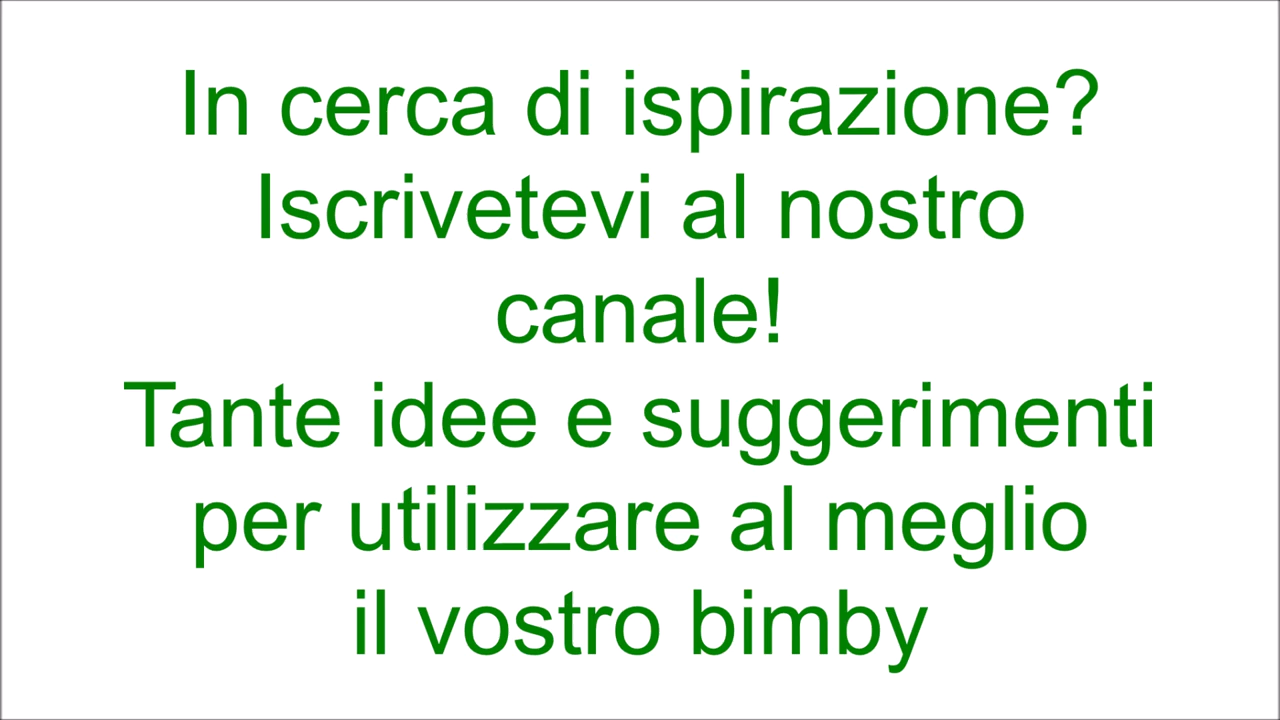 In cerca di ispirazione?
Iscrivetevi al nostro
canale!
Tante idee e suggerimenti
per utilizzare al meglio
il vostro bimby